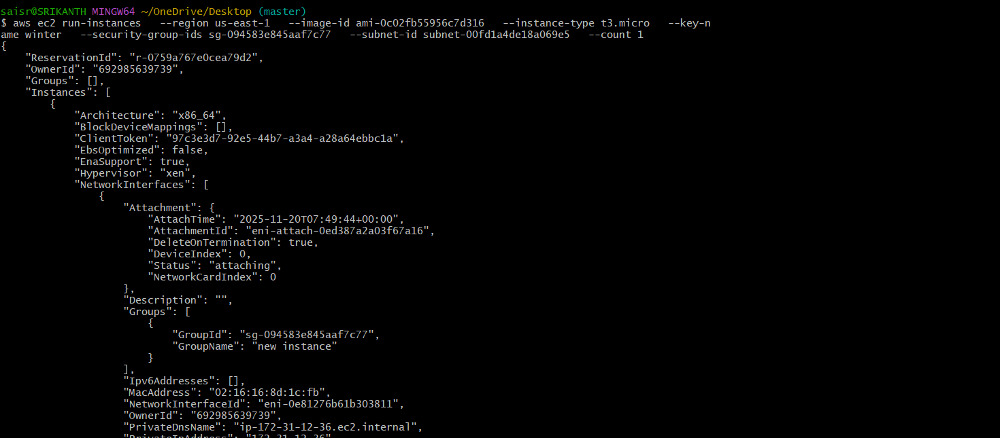 saisr@SRIKANTH MINGW64 ~/OneDrive/Desktop (master)
$ aws ec2 run-instances   --region us-east-1   --image-id ami-0c02fb55956c7d316   --instance-type t3.micro   --key-n
ame winter   --security-group-ids sg-094583e845aaf7c77   --subnet-id subnet-00fd1a4de18a069e5   --count 1
{
    "ReservationId": "r-0759a767e0cea79d2",
    "OwnerId": "692985639739",
    "Groups": [],
    "Instances": [
        {
            "Architecture": "x86_64",
            "BlockDeviceMappings": [],
            "ClientToken": "97c3e3d7-92e5-44b7-a3a4-a28a64ebbc1a",
            "EbsOptimized": false,
            "EnaSupport": true,
            "Hypervisor": "xen",
            "NetworkInterfaces": [
                {
                    "Attachment": {
                        "AttachTime": "2025-11-20T07:49:44+00:00",
                        "AttachmentId": "eni-attach-0ed387a2a03f67a16",
                        "DeleteOnTermination": true,
                        "DeviceIndex": 0,
                        "Status": "attaching",
                        "NetworkCardIndex": 0
                    },
                    "Description": "",
                    "Groups": [
                        {
                            "GroupId": "sg-094583e845aaf7c77",
                            "GroupName": "new instance"
                        }
                    ],
                    "Ipv6Addresses": [],
                    "MacAddress": "02:16:16:8d:1c:fb",
                    "NetworkInterfaceId": "eni-0e81276b61b303811",
                    "OwnerId": "692985639739",
                    "PrivateDnsName": "ip-172-31-12-36.ec2.internal",
                    "PrivateIpAddress": "172.31.12.36",